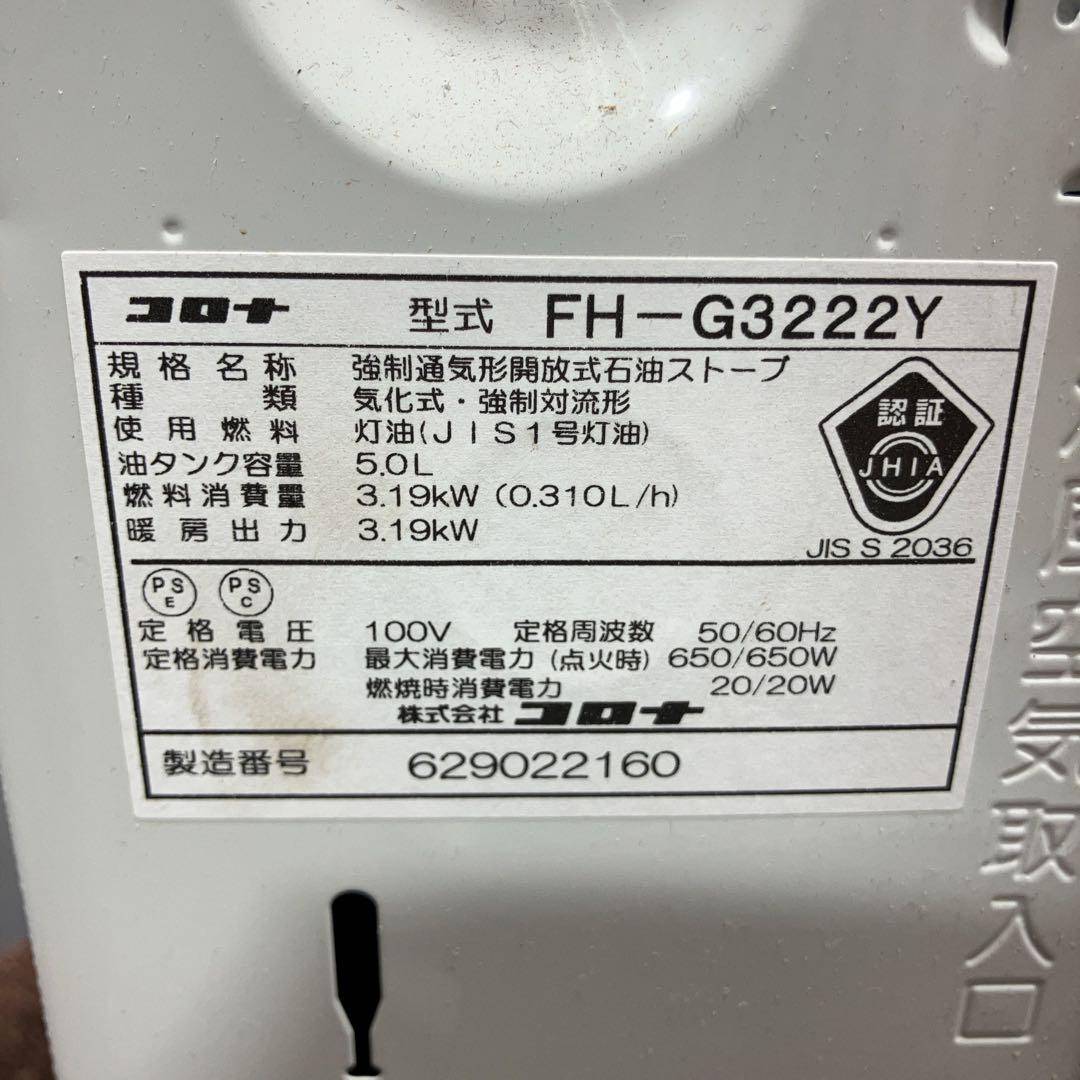 コロナ 型式 FH-G3222Y
規格名称 強制通気形開放式石油ストーブ
種類 気化式・強制対流形
使用燃料 灯油(JIS1号灯油)
油タンク容量 5.0L
燃料消費量 3.19kW (0.310L/h)
暖房出力 3.19kW
認証
JHIA
JIS S 2036
PS E PS C
定格電圧 100V 定格周波数 50/60Hz
定格消費電力 最大消費電力(点火時) 650/650W
燃焼時消費電力 20/20W
株式会社 コロナ
製造番号 629022160
空気取入口